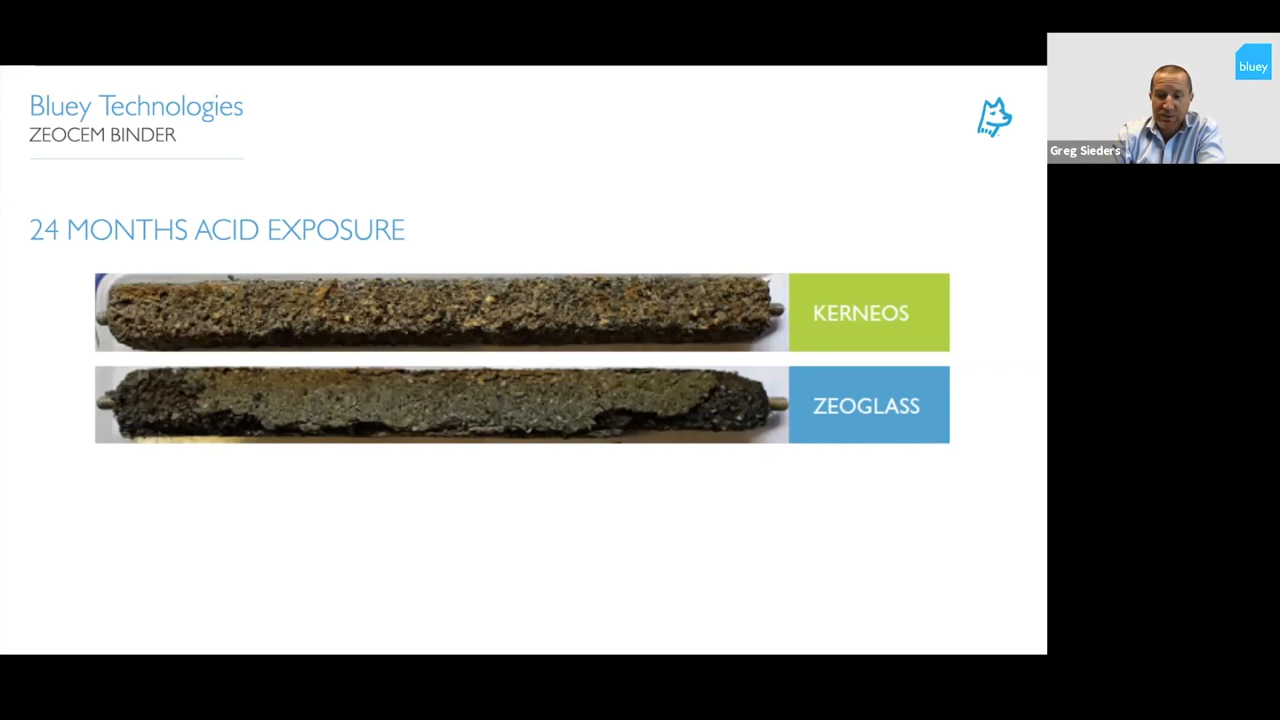 Bluey Technologies
ZEOCEM BINDER
24 MONTHS ACID EXPOSURE
KERNEOS
ZEOGLASS
bluey
Greg Sieders